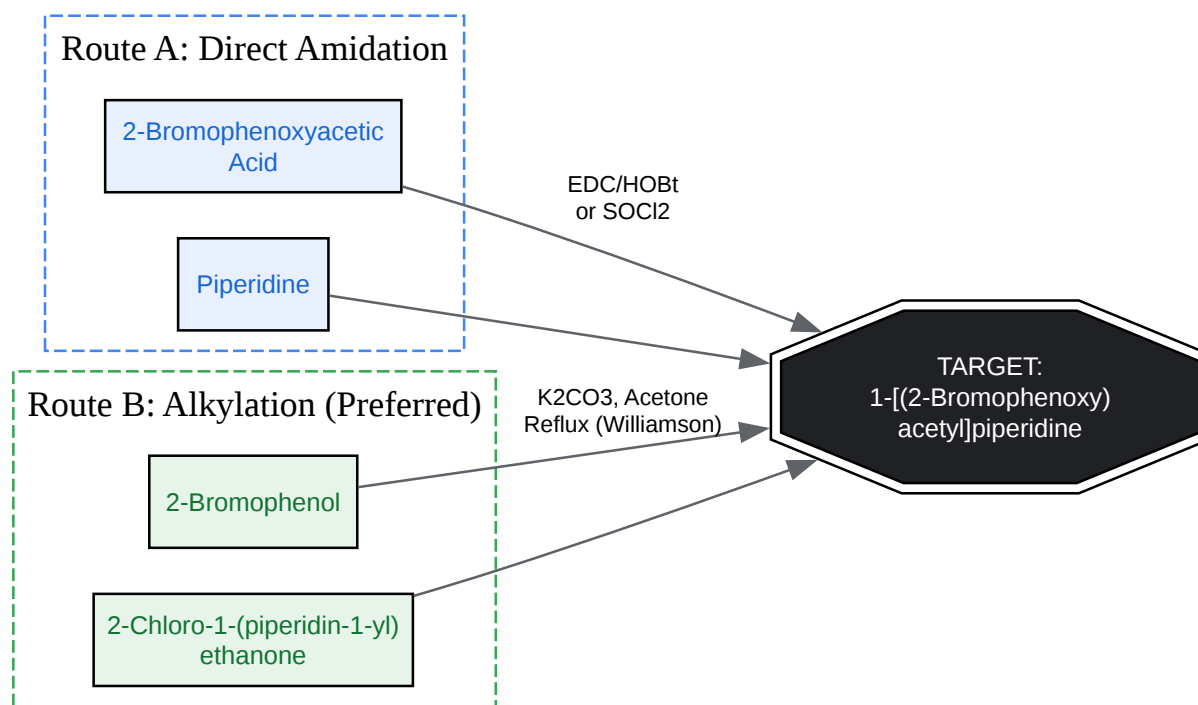 Route A: Direct Amidation
2-Bromophenoxyacetic
Acid
EDC/HOBt
or SOCl2
Piperidine
TARGET:
1-[(2-Bromophenoxy)
acetyl]piperidine
Route B: Alkylation (Preferred)
K2CO3, Acetone
Reflux (Williamson)
2-Bromophenol
2-Chloro-1-(piperidin-1-yl)
ethanone